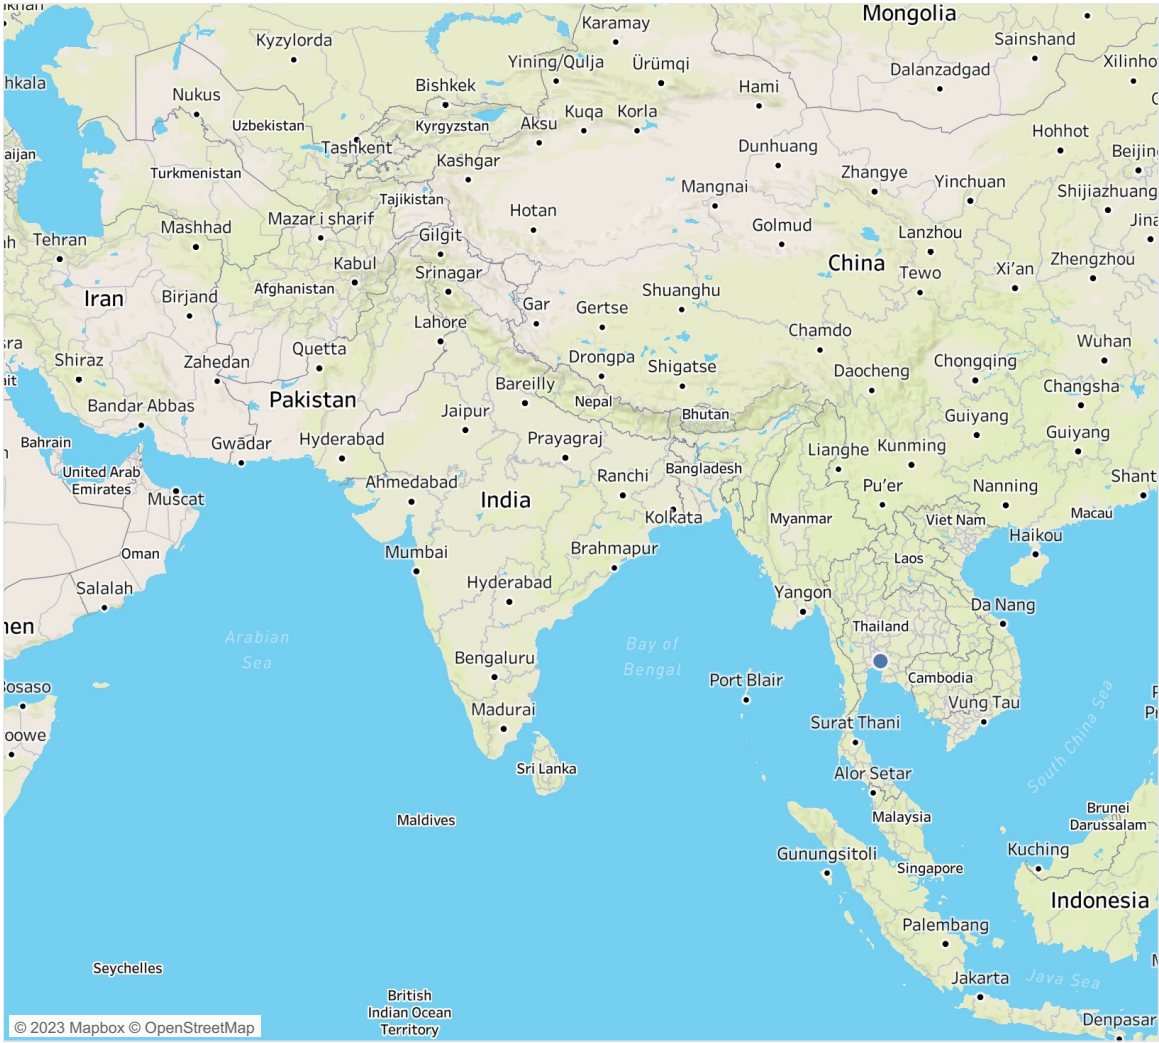 ıkhan
Karamay
Mongolia
Kyzylorda
Sainshand
Yining/Qulja
Ürümqi
Dalanzadgad
Xilinho
hkala
Bishkek
Hami
Nukus
Kuqa
Korla
Uzbekistan
Kyrgyzstan
Aksu
Hohhot
Tashkent
Dunhuang
Beijin
aijan
Kashgar
Turkmenistan
Zhangye
Yinchuan
Mangnai
Shijiazhuang
Tajikistan
Hotan
Mazar i sharif
Jina
Mashhad
Golmud
Lanzhou
Gilgit
Tehran
Kabul
China
Zhengzhou
Srinagar
Tewo
Xi’an
Afghanistan
Iran
Birjand
Gar
Gertse
Shuanghu
Lahore
Chamdo
Wuhan
Quetta
Shiraz
Zahedan
Drongpa
Shigatse
Chongqing
Daocheng
Bareilly
Changsha
Pakistan
Nepal
Bandar Abbas
Jaipur
Bhutan
Guiyang
Guiyang
Bahrain
Gwādar
Hyderabad
Prayagraj
Lianghe
Kunming
United Arab
Emirates
Bangladesh
Ranchi
Shant
Ahmedabad
Muscat
India
Pu’er
Nanning
Kolkata
Myanmar
Viet Nam
Macau
Haikou
Oman
Mumbai
Brahmapur
Laos
Hyderabad
Salalah
Yangon
Da Nang
Thailand
men
Arabian
Sea
Bay of
Bengal
Bengaluru
Port Blair
Cambodia
Bosaso
Vung Tau
Madurai
Surat Thani
oowe
South China Sea
Sri Lanka
Alor Setar
Maldives
Malaysia
Brunei
Darussalam
Gunungsitoli
Kuching
Singapore
Indonesia
Palembang
Seychelles
Jakarta
Java Sea
British
Indian Ocean
Territory
Denpasar
© 2023 Mapbox © OpenStreetMap